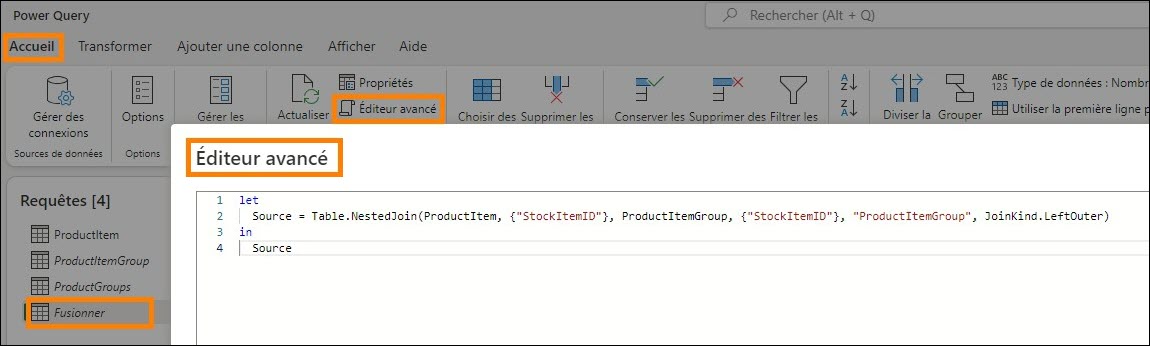 Power Query
Rechercher (Alt + Q)
Accueil Transformer Ajouter une colonne Afficher Aide
Gérer des connexions
Sources de données
Options
Options
Gérer les
Actualiser
Propriétés
Éditeur avancé
Choisir des
Supprimer les
Conserver les
Supprimer des
Filtrer les
A
Z
Z
A
Diviser la
Grouper
ABC
123
Type de données : Nombr
Utiliser la première ligne p
Éditeur avancé
Requêtes [4]
ProductItem
ProductItemGroup
ProductGroups
Fusionner
1 let
2 Source = Table.NestedJoin(ProductItem, {"StockItemID"}, ProductItemGroup, {"StockItemID"}, "ProductItemGroup", JoinKind.LeftOuter)
3 in
4 Source